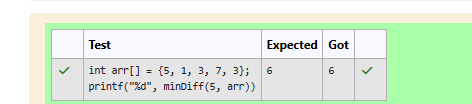 Test Expected Got
int arr[] = {5, 1, 3, 7, 3}; 6 6
printf("%d", minDiff(5, arr))